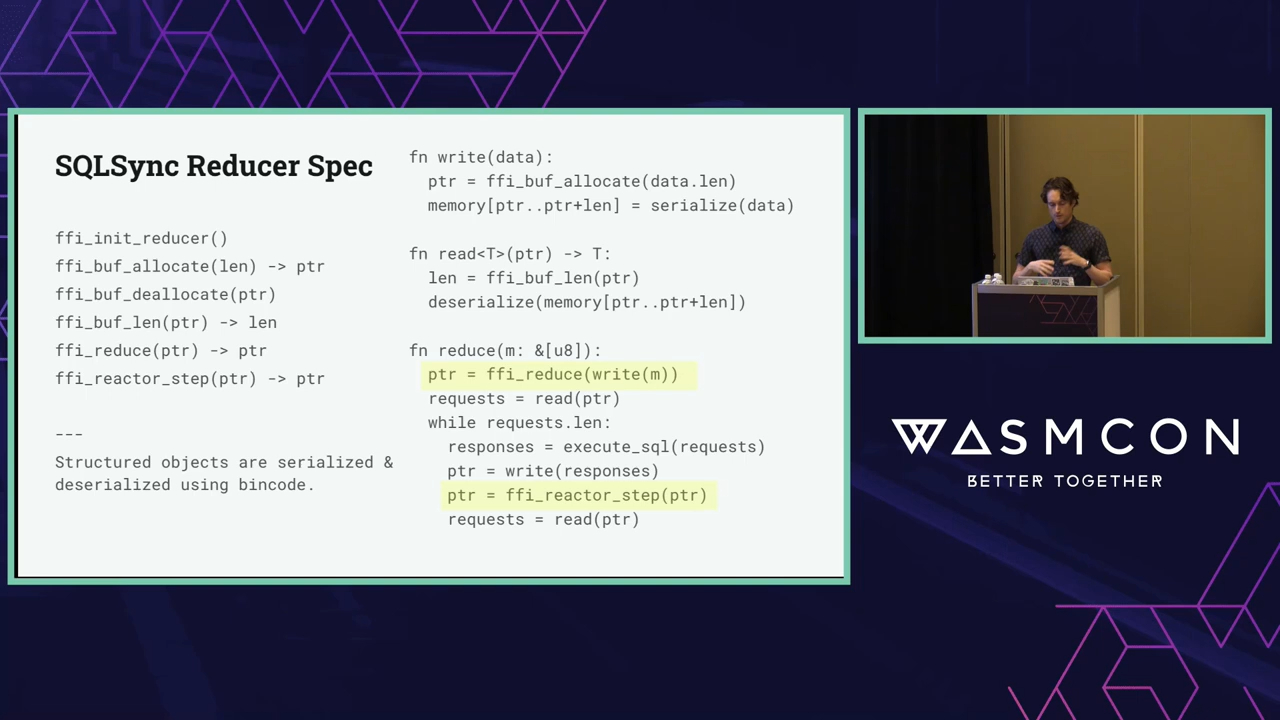 SQLSync Reducer Spec
ffi_init_reducer()
ffi_buf_allocate(len) -> ptr
ffi_buf_deallocate(ptr)
ffi_buf_len(ptr) -> len
ffi_reduce(ptr) -> ptr
ffi_reactor_step(ptr) -> ptr
---
Structured objects are serialized &
deserialized using bincode.
fn write(data):
  ptr = ffi_buf_allocate(data.len)
  memory[ptr..ptr+len] = serialize(data)
fn read<T>(ptr) -> T:
  len = ffi_buf_len(ptr)
  deserialize(memory[ptr..ptr+len])
fn reduce(m: &[u8]):
  ptr = ffi_reduce(write(m))
  requests = read(ptr)
  while requests.len:
    responses = execute_sql(requests)
    ptr = write(responses)
    ptr = ffi_reactor_step(ptr)
    requests = read(ptr)
WASMCON
BETTER TOGETHER